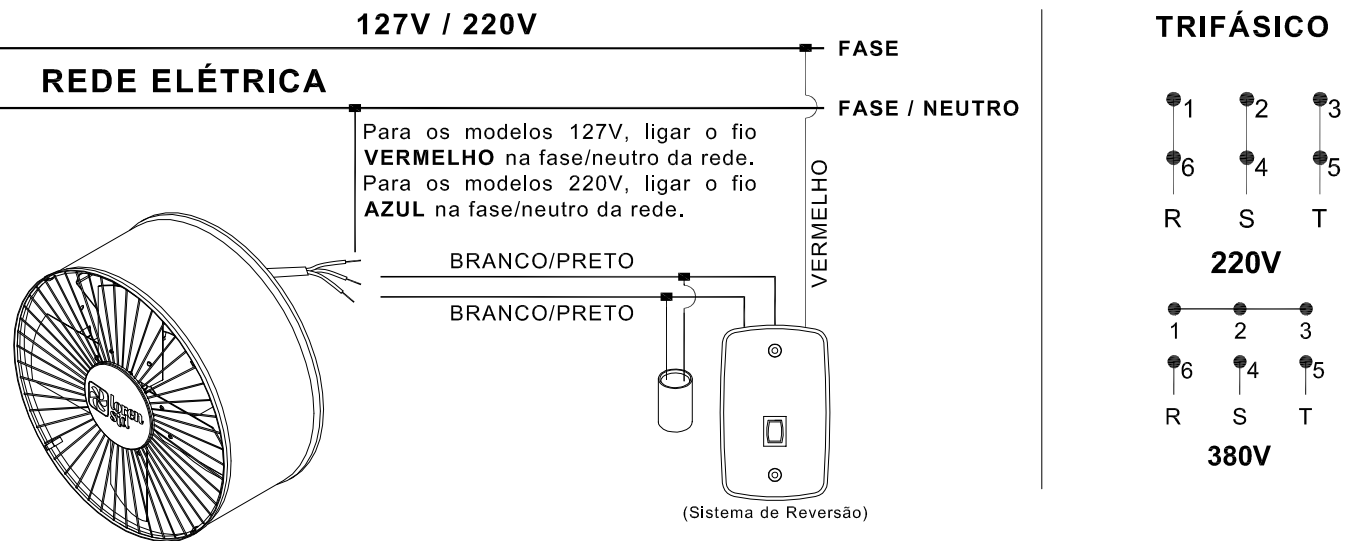 127V / 220V
FASE
REDE ELÉTRICA
FASE / NEUTRO
Para os modelos 127V, ligar o fio
VERMELHO na fase/neutro da rede.
Para os modelos 220V, ligar o fio
AZUL na fase/neutro da rede.
VERMELHO
BRANCO/PRETO
BRANCO/PRETO
loren
Sid
(Sistema de Reversão)
TRIFÁSICO
1 2 3
6 4 5
R S T
220V
1 2 3
6 4 5
R S T
380V